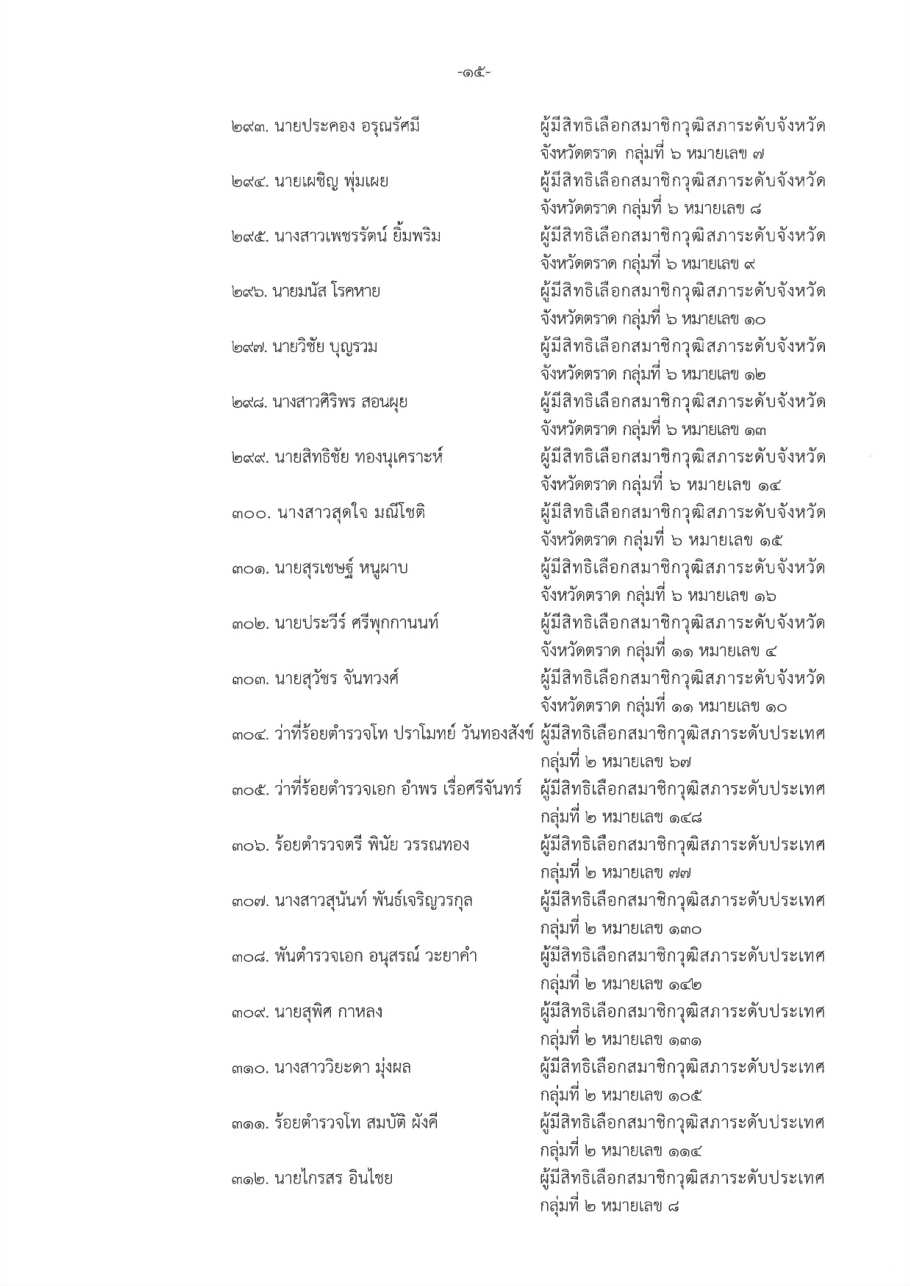 -๑๕-
๒๙๓. นายประคอง อรุณรัศมี ผู้มีสิทธิเลือกสมาชิกวุฒิสภาระดับจังหวัด
จังหวัดตราด กลุ่มที่ ๖ หมายเลข ๗
๒๙๔. นายเผชิญ พุ่มเผย ผู้มีสิทธิเลือกสมาชิกวุฒิสภาระดับจังหวัด
จังหวัดตราด กลุ่มที่ ๖ หมายเลข ๘
๒๙๕. นางสาวเพชรรัตน์ ยิ้มพริม ผู้มีสิทธิเลือกสมาชิกวุฒิสภาระดับจังหวัด
จังหวัดตราด กลุ่มที่ ๖ หมายเลข ๙
๒๙๖. นายมนัส โรคหาย ผู้มีสิทธิเลือกสมาชิกวุฒิสภาระดับจังหวัด
จังหวัดตราด กลุ่มที่ ๖ หมายเลข ๑๐
๒๙๗. นายวิชัย บุญรวม ผู้มีสิทธิเลือกสมาชิกวุฒิสภาระดับจังหวัด
จังหวัดตราด กลุ่มที่ ๖ หมายเลข ๑๒
๒๙๘. นางสาวศิริพร สอนผุย ผู้มีสิทธิเลือกสมาชิกวุฒิสภาระดับจังหวัด
จังหวัดตราด กลุ่มที่ ๖ หมายเลข ๑๓
๒๙๙. นายสิทธิชัย ทองนุเคราะห์ ผู้มีสิทธิเลือกสมาชิกวุฒิสภาระดับจังหวัด
จังหวัดตราด กลุ่มที่ ๖ หมายเลข ๑๔
๓๐๐. นางสาวสุดใจ มณีโชติ ผู้มีสิทธิเลือกสมาชิกวุฒิสภาระดับจังหวัด
จังหวัดตราด กลุ่มที่ ๖ หมายเลข ๑๕
๓๐๑. นายสุรเชษฐ์ หนูผาบ ผู้มีสิทธิเลือกสมาชิกวุฒิสภาระดับจังหวัด
จังหวัดตราด กลุ่มที่ ๖ หมายเลข ๑๖
๓๐๒. นายประวีร์ ศรีพุกกานนท์ ผู้มีสิทธิเลือกสมาชิกวุฒิสภาระดับจังหวัด
จังหวัดตราด กลุ่มที่ ๑๑ หมายเลข ๔
๓๐๓. นายสุวัชร จันทวงศ์ ผู้มีสิทธิเลือกสมาชิกวุฒิสภาระดับจังหวัด
จังหวัดตราด กลุ่มที่ ๑๑ หมายเลข ๑๐
๓๐๔. ว่าที่ร้อยตำรวจโท ปราโมทย์ วันทองสังข์ ผู้มีสิทธิเลือกสมาชิกวุฒิสภาระดับประเทศ
กลุ่มที่ ๒ หมายเลข ๖๗
๓๐๕. ว่าที่ร้อยตำรวจเอก อำพร เรื่อศรีจันทร์ ผู้มีสิทธิเลือกสมาชิกวุฒิสภาระดับประเทศ
กลุ่มที่ ๒ หมายเลข ๑๔๘
๓๐๖. ร้อยตำรวจตรี พินัย วรรณทอง ผู้มีสิทธิเลือกสมาชิกวุฒิสภาระดับประเทศ
กลุ่มที่ ๒ หมายเลข ๗๗
๓๐๗. นางสาวสุนันท์ พันธ์เจริญวรกุล ผู้มีสิทธิเลือกสมาชิกวุฒิสภาระดับประเทศ
กลุ่มที่ ๒ หมายเลข ๑๓๐
๓๐๘. พันตำรวจเอก อนุสรณ์ วะยาคำ ผู้มีสิทธิเลือกสมาชิกวุฒิสภาระดับประเทศ
กลุ่มที่ ๒ หมายเลข ๑๔๒
๓๐๙. นายสุพิศ กาหลง ผู้มีสิทธิเลือกสมาชิกวุฒิสภาระดับประเทศ
กลุ่มที่ ๒ หมายเลข ๑๓๑
๓๑๐. นางสาววิยะดา มุ่งผล ผู้มีสิทธิเลือกสมาชิกวุฒิสภาระดับประเทศ
กลุ่มที่ ๒ หมายเลข ๑๐๕
๓๑๑. ร้อยตำรวจโท สมบัติ ผังคี ผู้มีสิทธิเลือกสมาชิกวุฒิสภาระดับประเทศ
กลุ่มที่ ๒ หมายเลข ๑๑๔
๓๑๒. นายไกรสร อินไชย ผู้มีสิทธิเลือกสมาชิกวุฒิสภาระดับประเทศ
กลุ่มที่ ๒ หมายเลข ๘